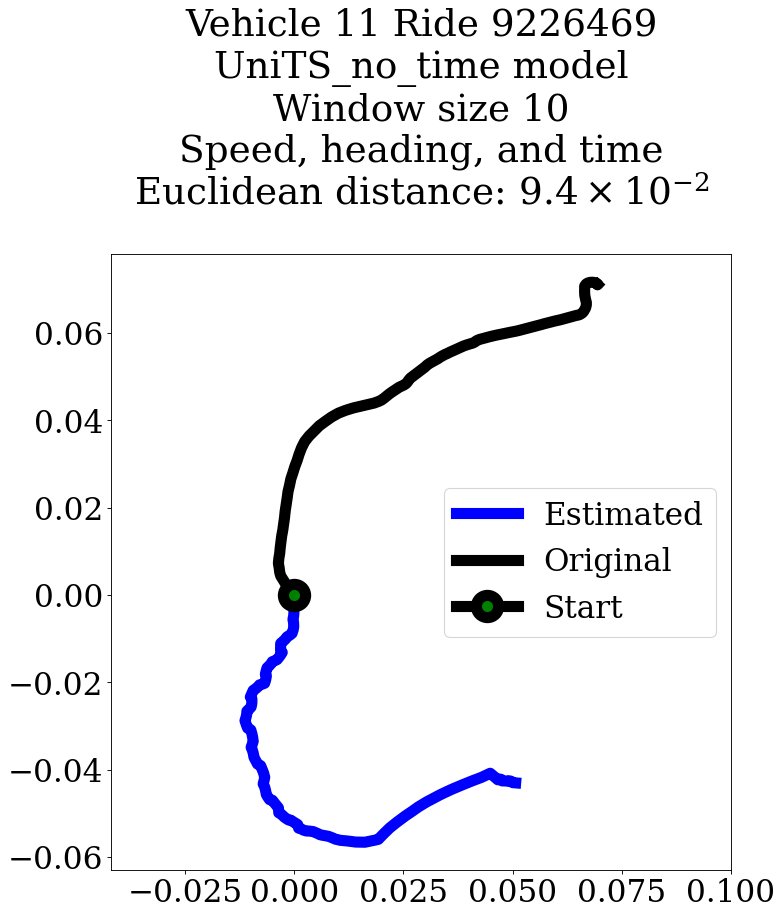 Vehicle 11 Ride 9226469
UniTS_no_time model
Window size 10
Speed, heading, and time
Euclidean distance: 9.4 × 10⁻²
0.06
0.04
0.02
0.00
−0.02
−0.04
−0.06
Estimated
Original
Start
−0.025 0.000 0.025 0.050 0.075 0.100